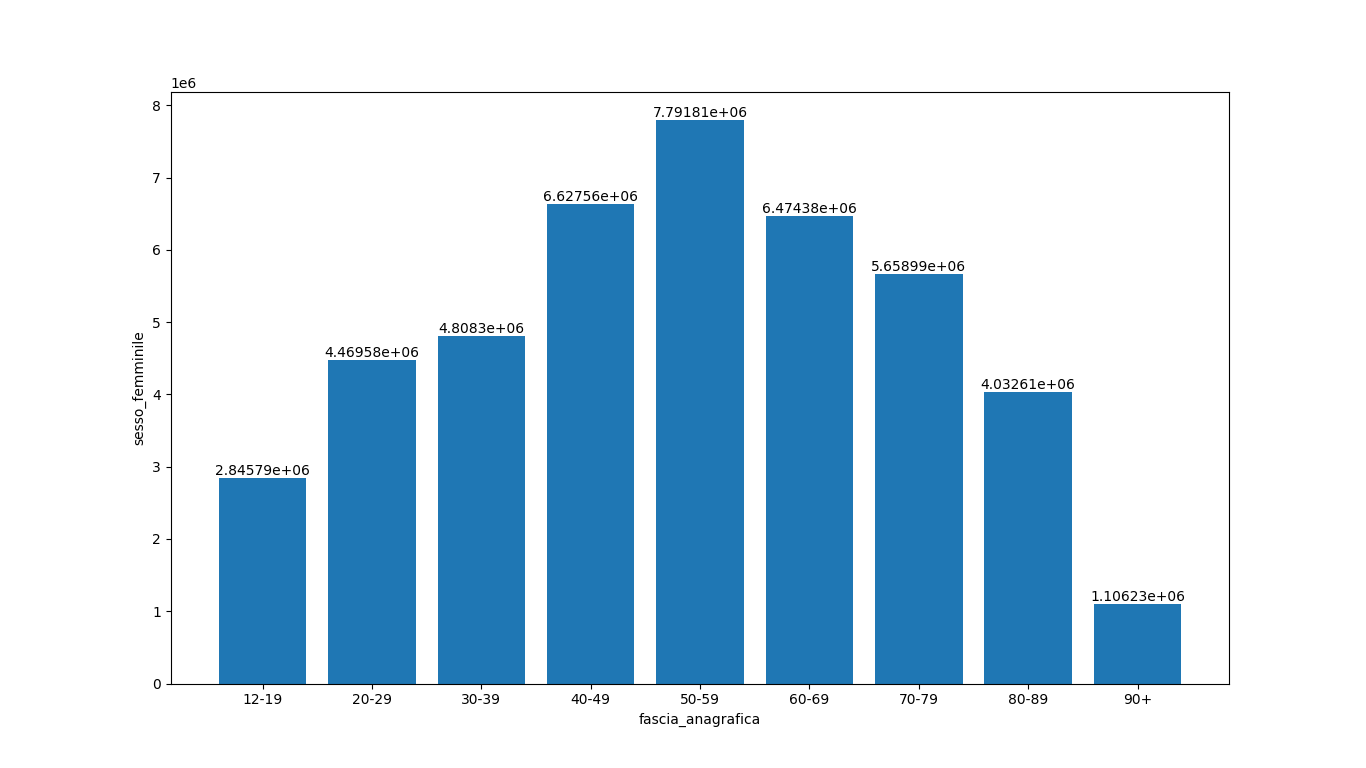 1e6
8
7
6
5
4
3
2
1
0
sesso_femminile
2.84579e+06
4.46958e+06
4.8083e+06
6.62756e+06
7.79181e+06
6.47438e+06
5.65899e+06
4.03261e+06
1.10623e+06
12-19 20-29 30-39 40-49 50-59 60-69 70-79 80-89 90+
fascia_anagrafica